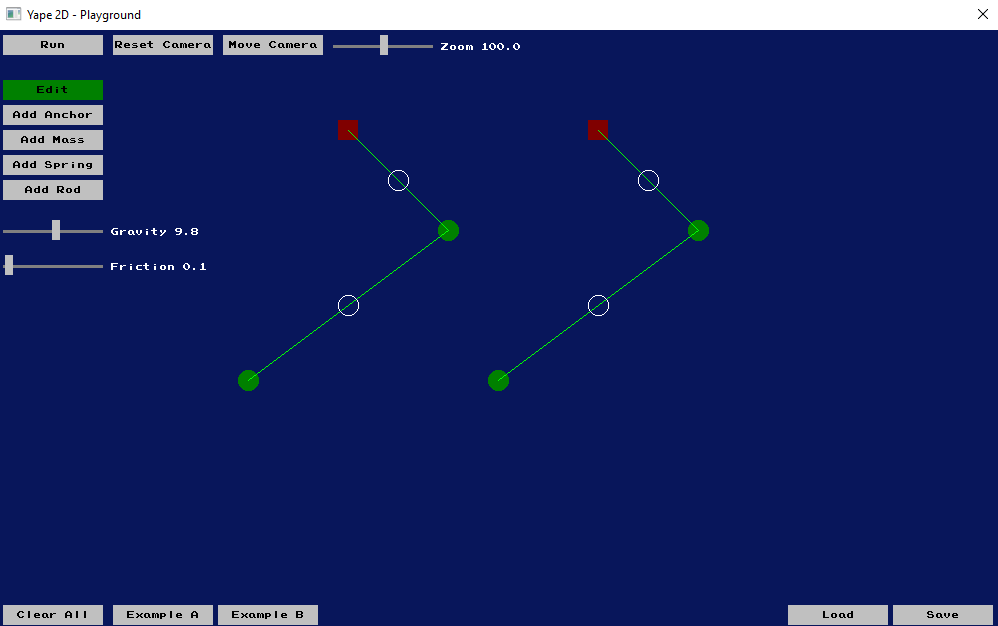 Yape 2D - Playground
Run
Reset Camera
Move Camera
Zoom 100.0
Edit
Add Anchor
Add Mass
Add Spring
Add Rod
Gravity 9.8
Friction 0.1
Clear All
Example A
Example B
Load
Save